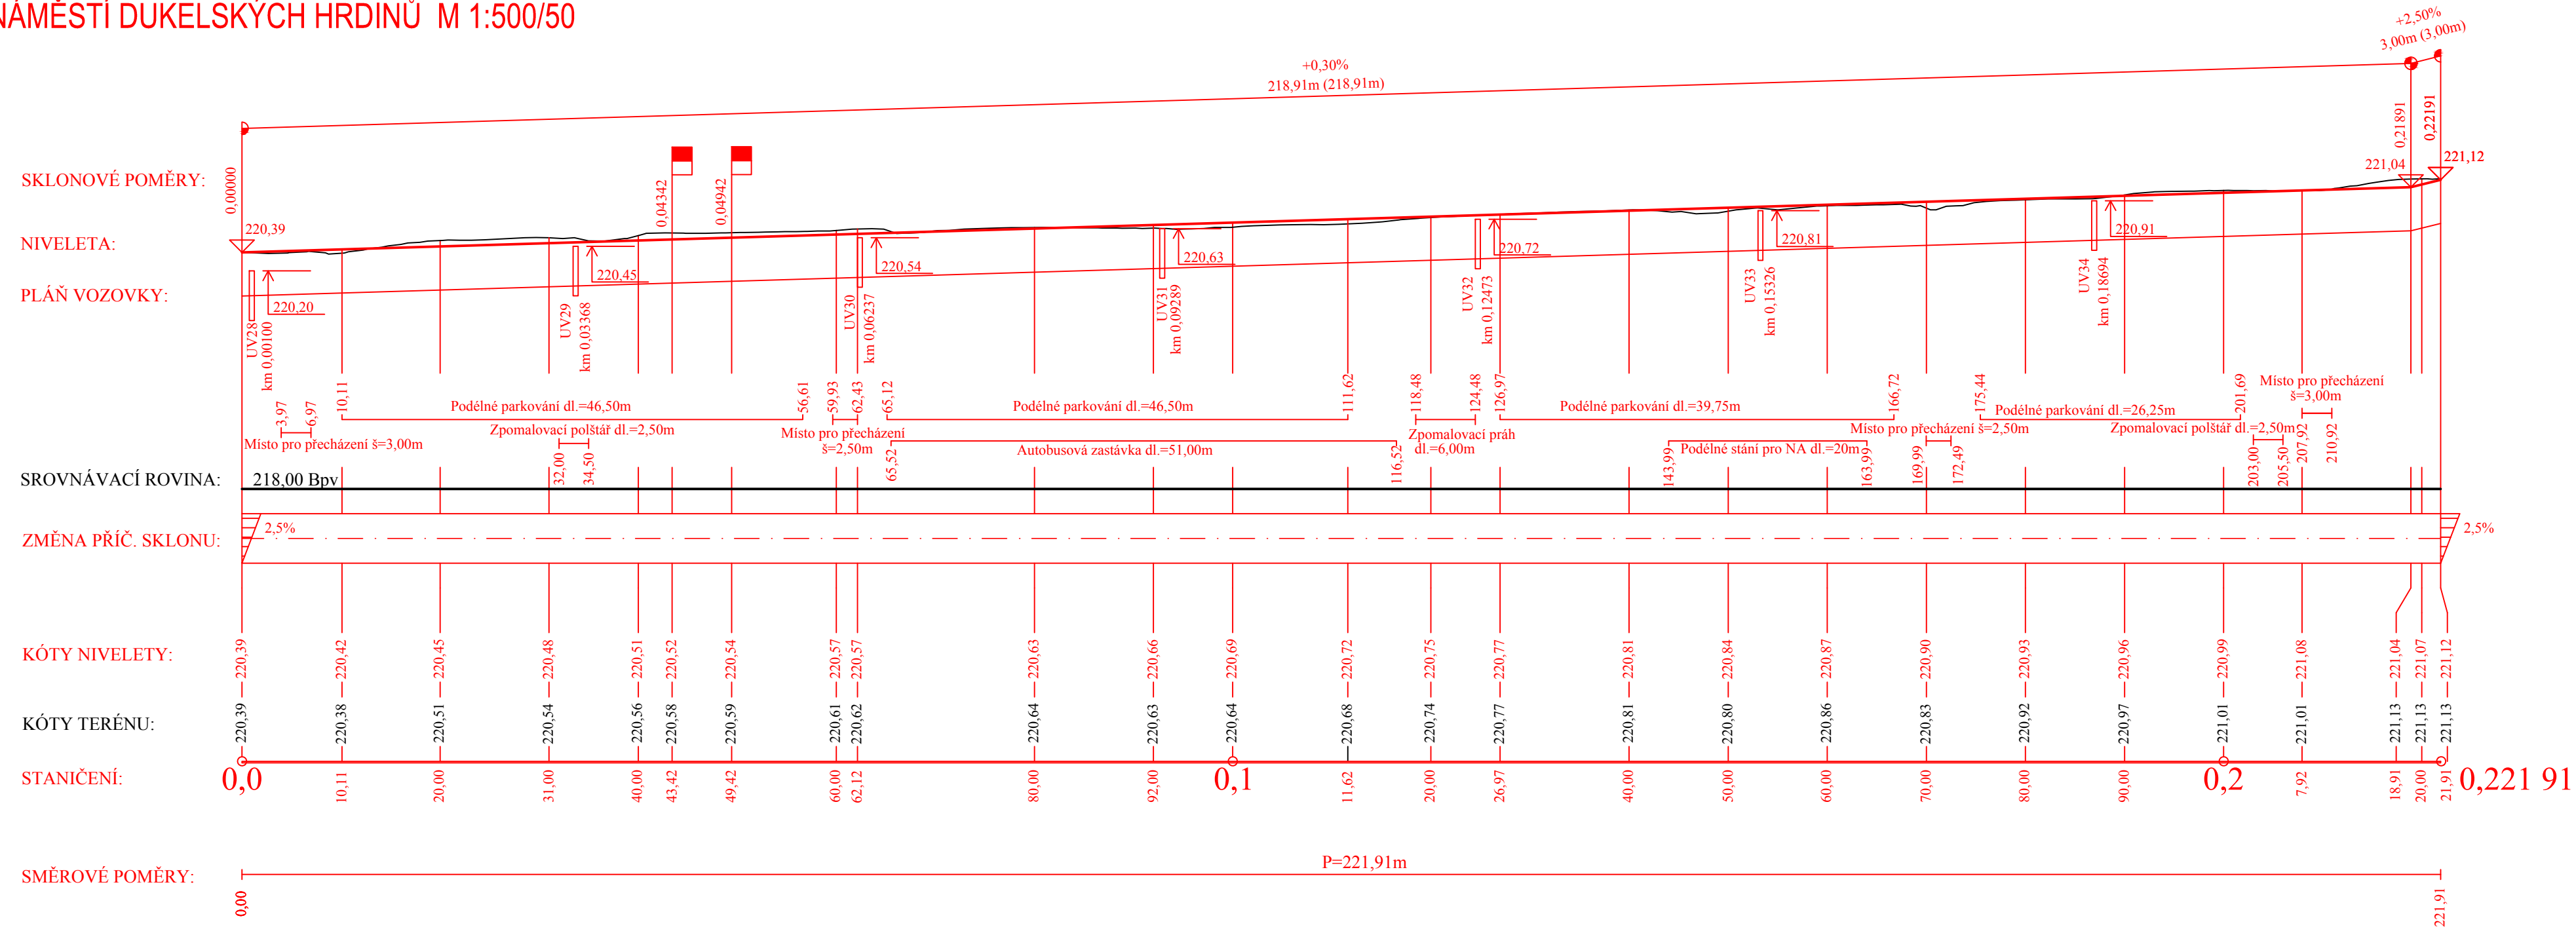 NÁMĚSTÍ DUKELSKÝCH HRDINŮ M 1:500/50
+0,30%
218,91m (218,91m)
+2,50%
3,00m (3,00m)
SKLONOVÉ POMĚRY:
0,00000
0,04342
0,04942
0,21891
0,22191
NIVELETA:
220,39
221,04
221,12
PLÁŇ VOZOVKY:
220,20
220,45
220,54
220,63
220,72
220,81
220,91
UV28
km 0,00100
UV29
km 0,03368
UV30
km 0,06237
UV31
km 0,09289
UV32
km 0,12473
UV33
km 0,15326
UV34
km 0,18694
3,97
6,97
Místo pro přecházení š=3,00m
10,11
Podélné parkování dl.=46,50m
56,61
Zpomalovací polštář dl.=2,50m
32,00
34,50
59,93
62,43
Místo pro přecházení
š=2,50m
65,12
Podélné parkování dl.=46,50m
111,62
65,52
Autobusová zastávka dl.=51,00m
116,52
118,48
124,48
Zpomalovací práh
dl.=6,00m
126,97
Podélné parkování dl.=39,75m
166,72
143,99
Podélné stání pro NA dl.=20m
163,99
Místo pro přecházení š=2,50m
169,99
172,49
175,44
Podélné parkování dl.=26,25m
201,69
Zpomalovací polštář dl.=2,50m
203,00
205,50
Místo pro přecházení
š=3,00m
207,92
210,92
SROVNÁVACÍ ROVINA:
218,00 Bpv
ZMĚNA PŘÍČ. SKLONU:
2,5%
2,5%
KÓTY NIVELETY:
220,39
220,42
220,45
220,48
220,51
220,52
220,54
220,57
220,57
220,63
220,66
220,69
220,72
220,75
220,77
220,81
220,84
220,87
220,90
220,93
220,96
220,99
221,08
221,04
221,07
221,12
KÓTY TERÉNU:
220,39
220,38
220,51
220,54
220,56
220,58
220,59
220,61
220,62
220,64
220,63
220,64
220,68
220,74
220,77
220,81
220,80
220,86
220,83
220,92
220,97
221,01
221,01
221,13
221,13
221,13
STANIČENÍ:
0,0
10,11
20,00
31,00
40,00
43,42
49,42
60,00
62,12
80,00
92,00
0,1
11,62
20,00
26,97
40,00
50,00
60,00
70,00
80,00
90,00
0,2
7,92
18,91
20,00
21,91
0,221 91
SMĚROVÉ POMĚRY:
P=221,91m
0,00
221,91